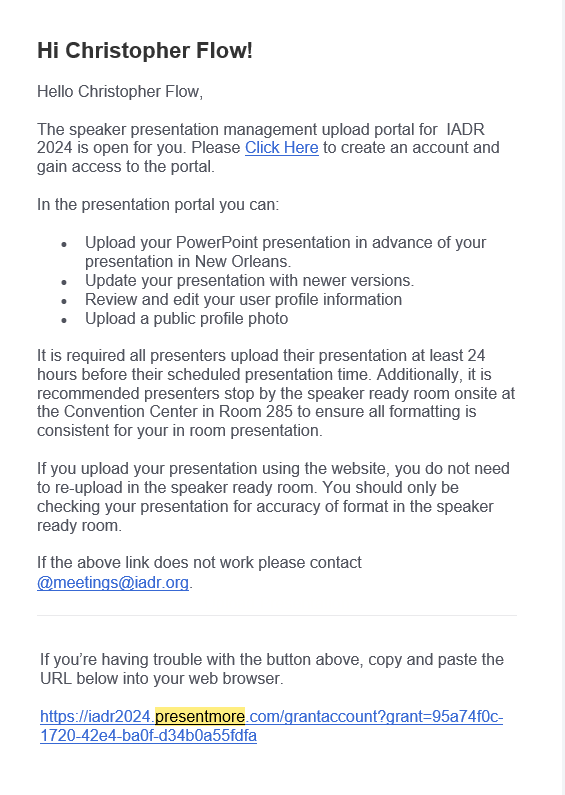 Hi Christopher Flow!
Hello Christopher Flow,
The speaker presentation management upload portal for  IADR
2024 is open for you. Please Click Here to create an account and
gain access to the portal.
In the presentation portal you can:
• Upload your PowerPoint presentation in advance of your
presentation in New Orleans.
• Update your presentation with newer versions.
• Review and edit your user profile information
• Upload a public profile photo
It is required all presenters upload their presentation at least 24
hours before their scheduled presentation time. Additionally, it is
recommended presenters stop by the speaker ready room onsite at
the Convention Center in Room 285 to ensure all formatting is
consistent for your in room presentation.
If you upload your presentation using the website, you do not need
to re-upload in the speaker ready room. You should only be
checking your presentation for accuracy of format in the speaker
ready room.
If the above link does not work please contact
@meetings@iadr.org.
If you’re having trouble with the button above, copy and paste the
URL below into your web browser.
https://iadr2024.presentmore.com/grantaccount?grant=95a74f0c-
1720-42e4-ba0f-d34b0a55fdfa